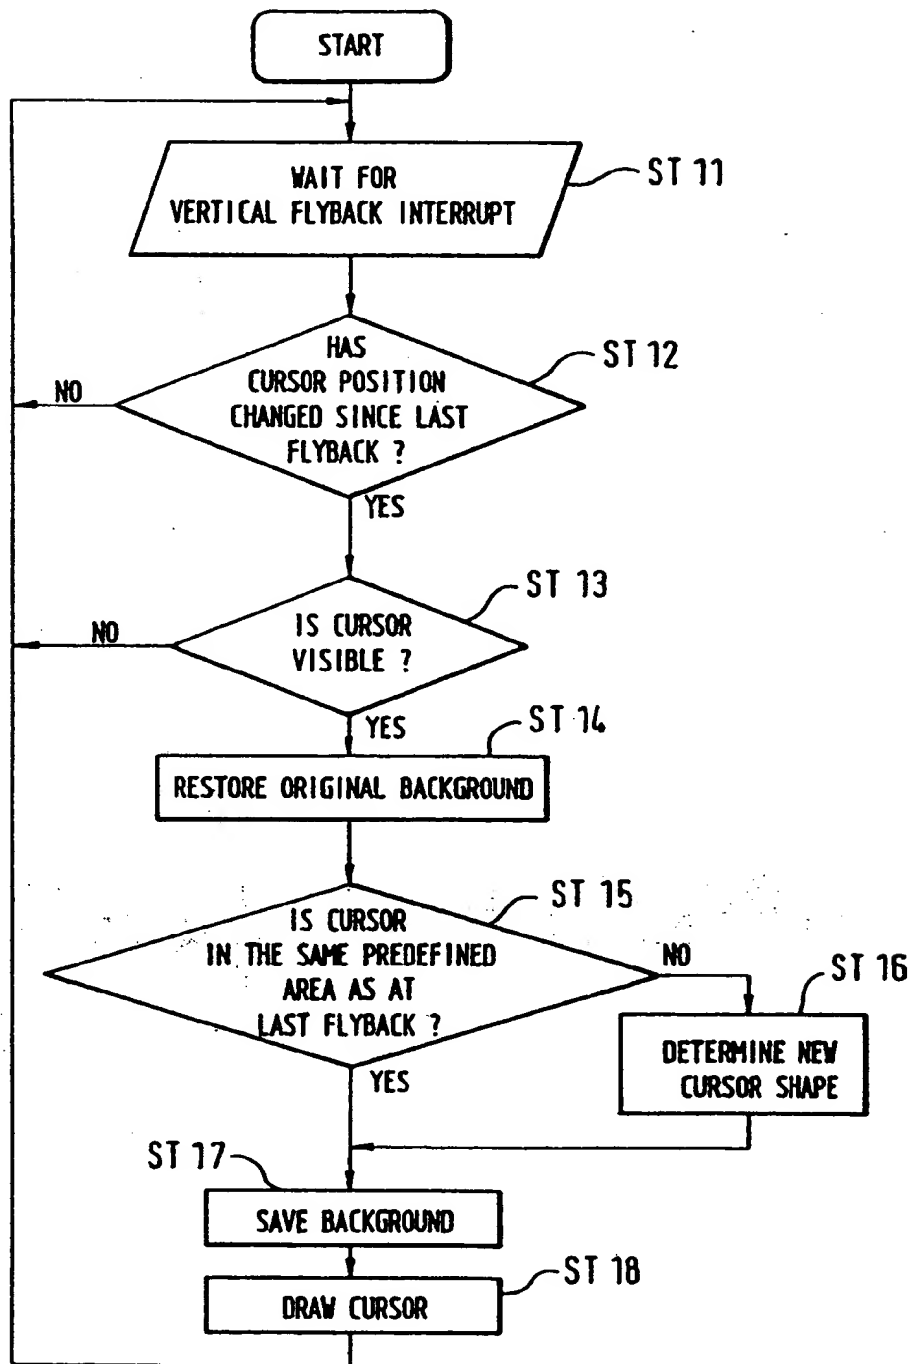 START
WAIT FOR
VERTICAL FLYBACK INTERRUPT
ST 11
HAS
CURSOR POSITION
CHANGED SINCE LAST
FLYBACK ?
ST 12
NO
YES
IS CURSOR
VISIBLE ?
ST 13
NO
YES
ST 14
RESTORE ORIGINAL BACKGROUND
IS CURSOR
IN THE SAME PREDEFINED
AREA AS AT
LAST FLYBACK ?
ST 15
NO
YES
ST 16
DETERMINE NEW
CURSOR SHAPE
ST 17
SAVE BACKGROUND
ST 18
DRAW CURSOR